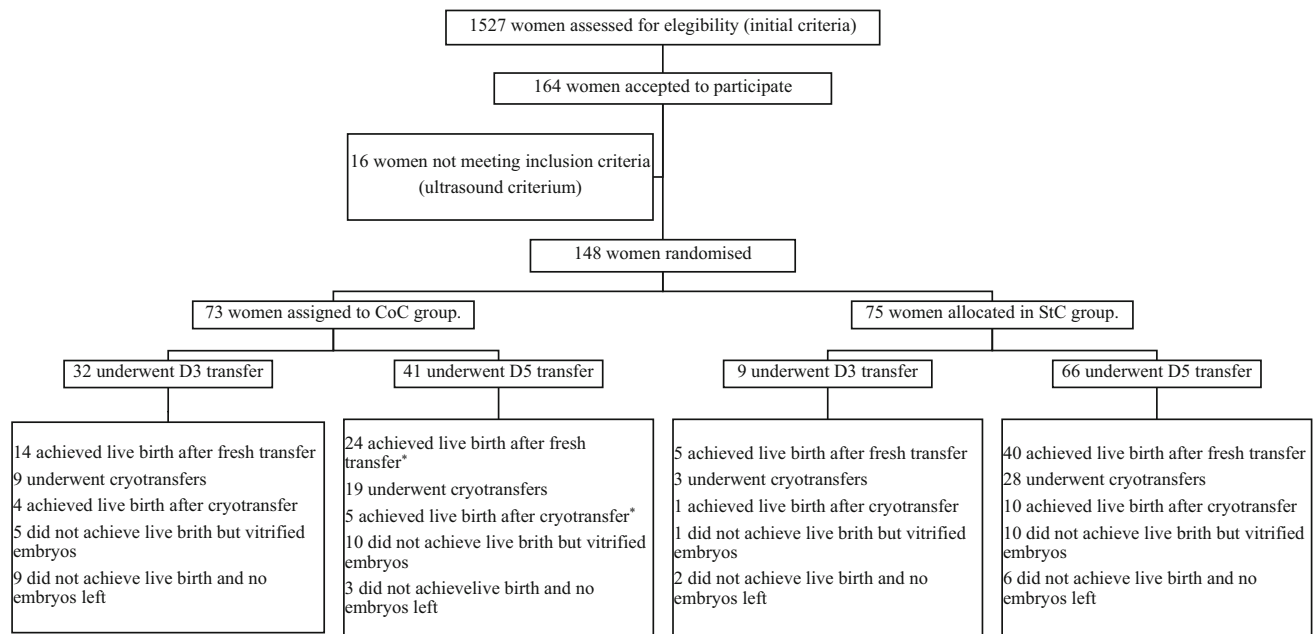 1527 women assessed for elegibility (initial criteria)
164 women accepted to participate
16 women not meeting inclusion criteria
(ultrasound criterium)
148 women randomised
73 women assigned to CoC group.
75 women allocated in StC group.
32 underwent D3 transfer
41 underwent D5 transfer
9 underwent D3 transfer
66 underwent D5 transfer
14 achieved live birth after fresh transfer
9 underwent cryotransfers
4 achieved live birth after cryotransfer
5 did not achieve live brith but vitrified
embryos
9 did not achieve live birth and no
embryos left
24 achieved live birth after fresh
transfer*
19 underwent cryotransfers
5 achieved live birth after cryotransfer*
10 did not achieve live brith but vitrified
embryos
3 did not achievelive birth and no
embryos left
5 achieved live birth after fresh transfer
3 underwent cryotransfers
1 achieved live birth after cryotransfer
1 did not achieve live brith but vitrified
embryos
2 did not achieve live birth and no
embryos left
40 achieved live birth after fresh transfer
28 underwent cryotransfers
10 achieved live birth after cryotransfer
10 did not achieve live brith but vitrified
embryos
6 did not achieve live birth and no
embryos left